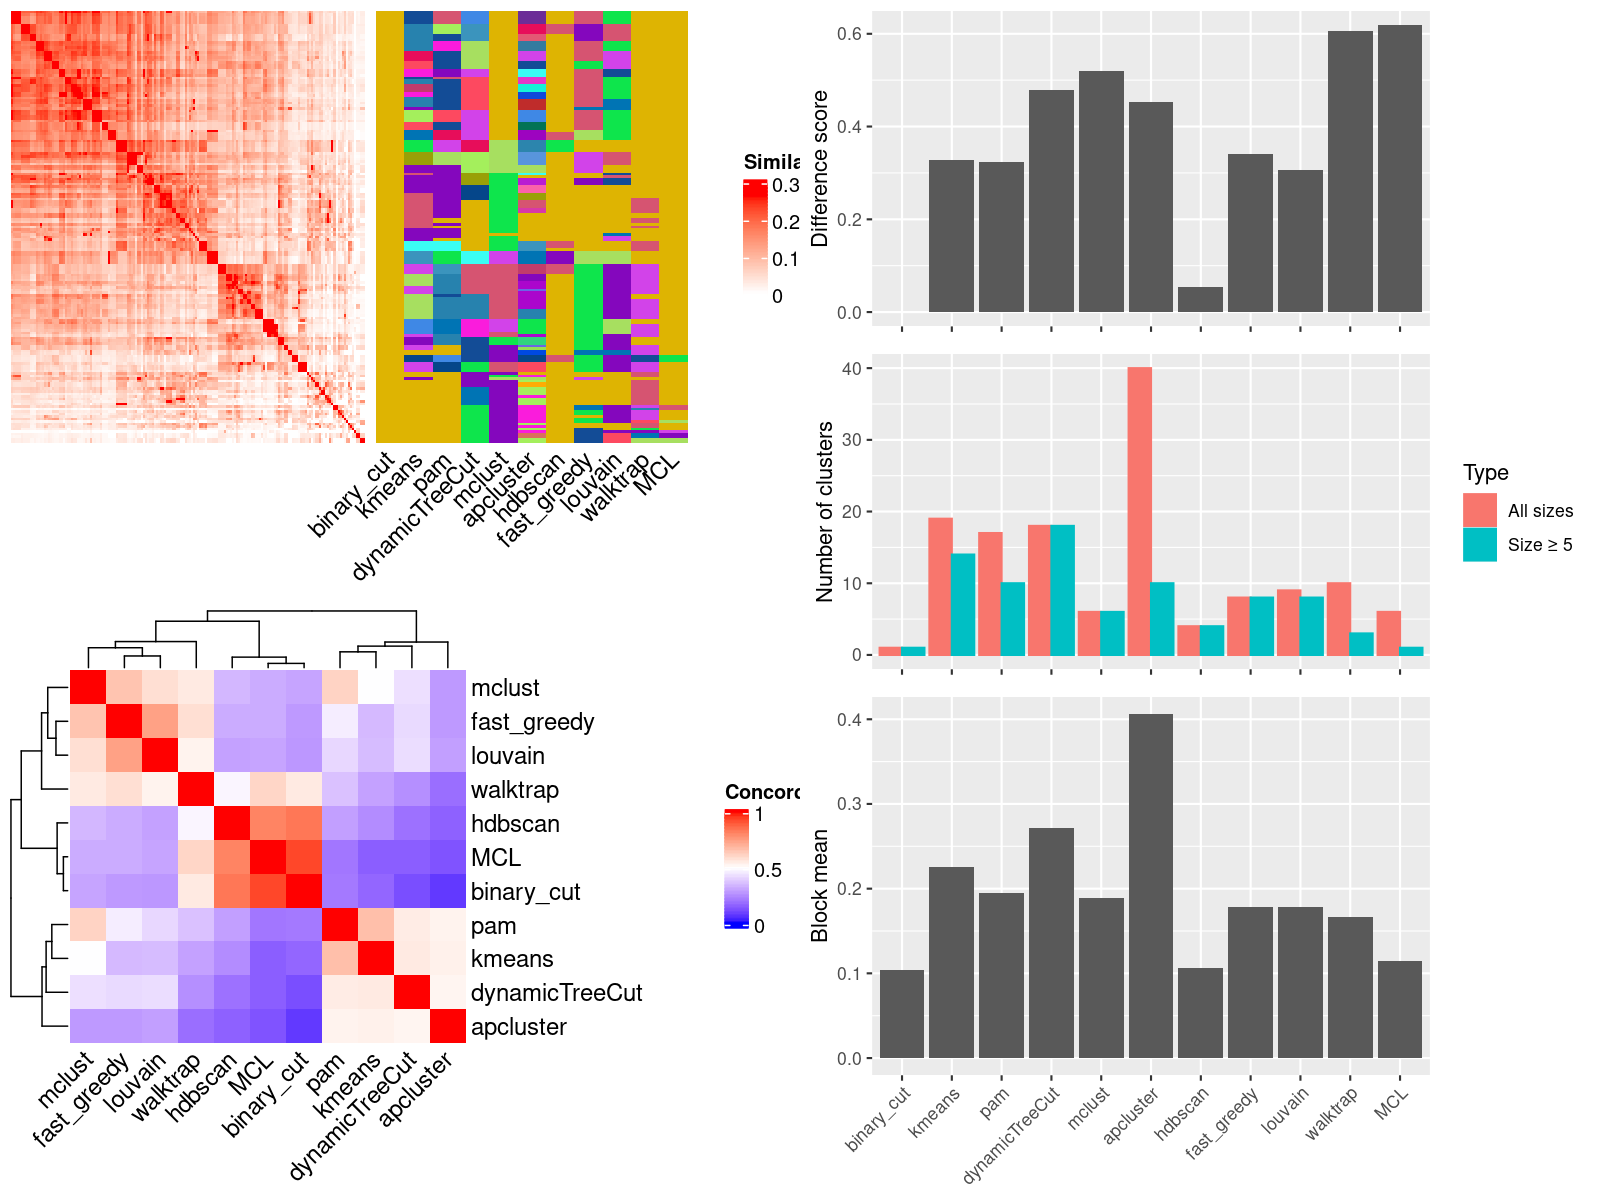 Simila
0.3
0.2
0.1
0
binary_cut
kmeans
pam
dynamicTreeCut
mclust
apcluster
hdbscan
fast_greedy
louvain
walktrap
MCL
Difference score
0.6
0.4
0.2
0.0
Number of clusters
40
30
20
10
0
Type
All sizes
Size ≥ 5
mclust
fast_greedy
louvain
walktrap
hdbscan
MCL
binary_cut
pam
kmeans
dynamicTreeCut
apcluster
mclust
fast_greedy
louvain
walktrap
hdbscan
MCL
binary_cut
pam
kmeans
dynamicTreeCut
apcluster
Concord
1
0.5
0
Block mean
0.4
0.3
0.2
0.1
0.0
binary_cut
kmeans
pam
dynamicTreeCut
mclust
apcluster
hdbscan
fast_greedy
louvain
walktrap
MCL